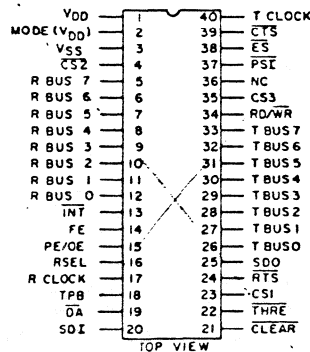 VDD 1 40 T CLOCK
MODE (VDD) 2 39 CTS
VSS 3 38 ES
CS2 4 37 PSI
R BUS 7 5 36 NC
R BUS 6 6 35 CS3
R BUS 5 7 34 RD/WR
R BUS 4 8 33 T BUS 7
R BUS 3 9 32 T BUS 6
R BUS 2 10 31 T BUS 5
R BUS 1 11 30 T BUS 4
R BUS 0 12 29 T BUS 3
INT 13 28 T BUS 2
FE 14 27 T BUS 1
PE/OE 15 26 T BUS 0
RSEL 16 25 SDO
R CLOCK 17 24 RTS
TPB 18 23 CS1
DA 19 22 THRE
SDI 20 21 CLEAR
TOP VIEW